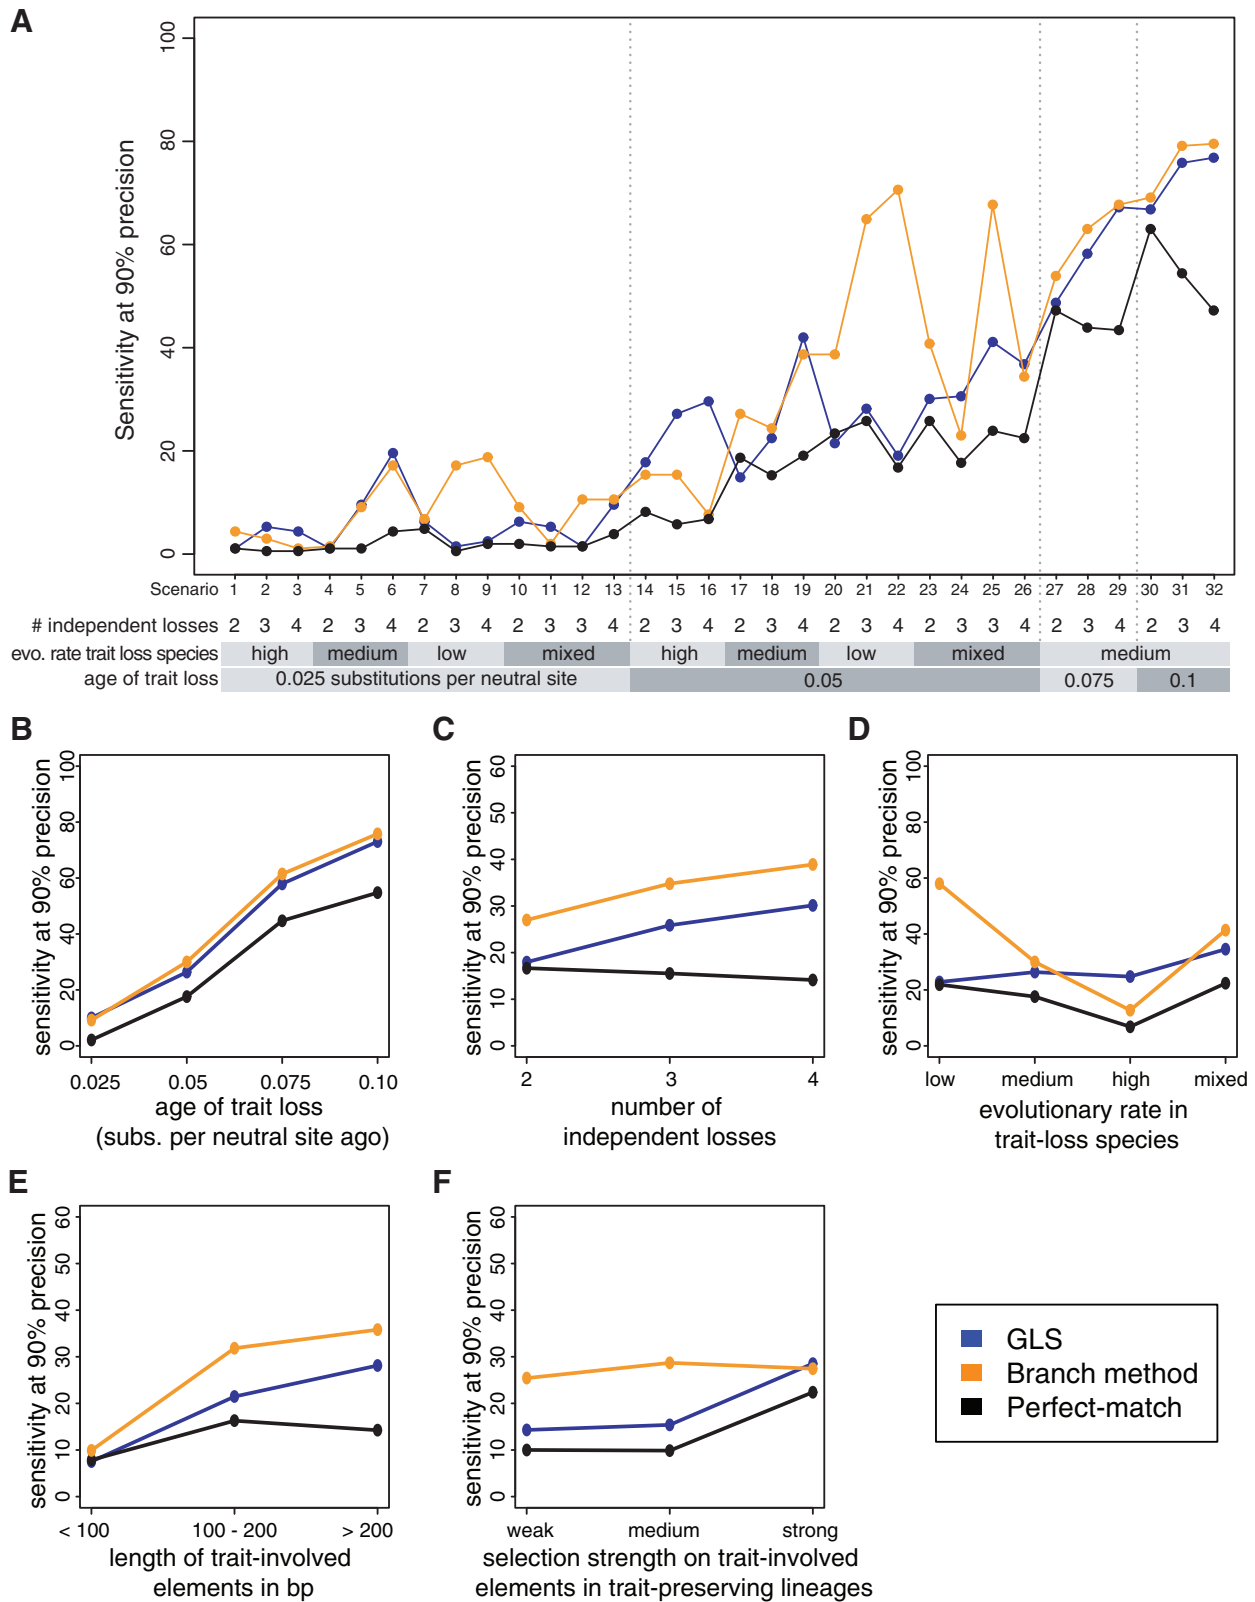 A
Sensitivity at 90% precision
100
80
60
40
20
0
Scenario 1 2 3 4 5 6 7 8 9 10 11 12 13 14 15 16 17 18 19 20 21 22 23 24 25 26 27 28 29 30 31 32
# independent losses 2 3 4 2 3 4 2 3 4 2 3 3 4 2 3 4 2 3 4 2 3 4 2 3 3 4 2 3 4 2 3 4
evo. rate trait loss species high medium low mixed high medium low mixed medium
age of trait loss 0.025 substitutions per neutral site 0.05 0.075 0.1
B
sensitivity at 90% precision
100
80
60
40
20
0
0.025 0.05 0.075 0.10
age of trait loss
(subs. per neutral site ago)
C
sensitivity at 90% precision
60
50
40
30
20
10
0
2 3 4
number of
independent losses
D
sensitivity at 90% precision
100
80
60
40
20
0
low medium high mixed
evolutionary rate in
trait-loss species
E
sensitivity at 90% precision
60
50
40
30
20
10
0
< 100 100 - 200 > 200
length of trait-involved
elements in bp
F
sensitivity at 90% precision
60
50
40
30
20
10
0
weak medium strong
selection strength on trait-involved
elements in trait-preserving lineages
GLS
Branch method
Perfect-match